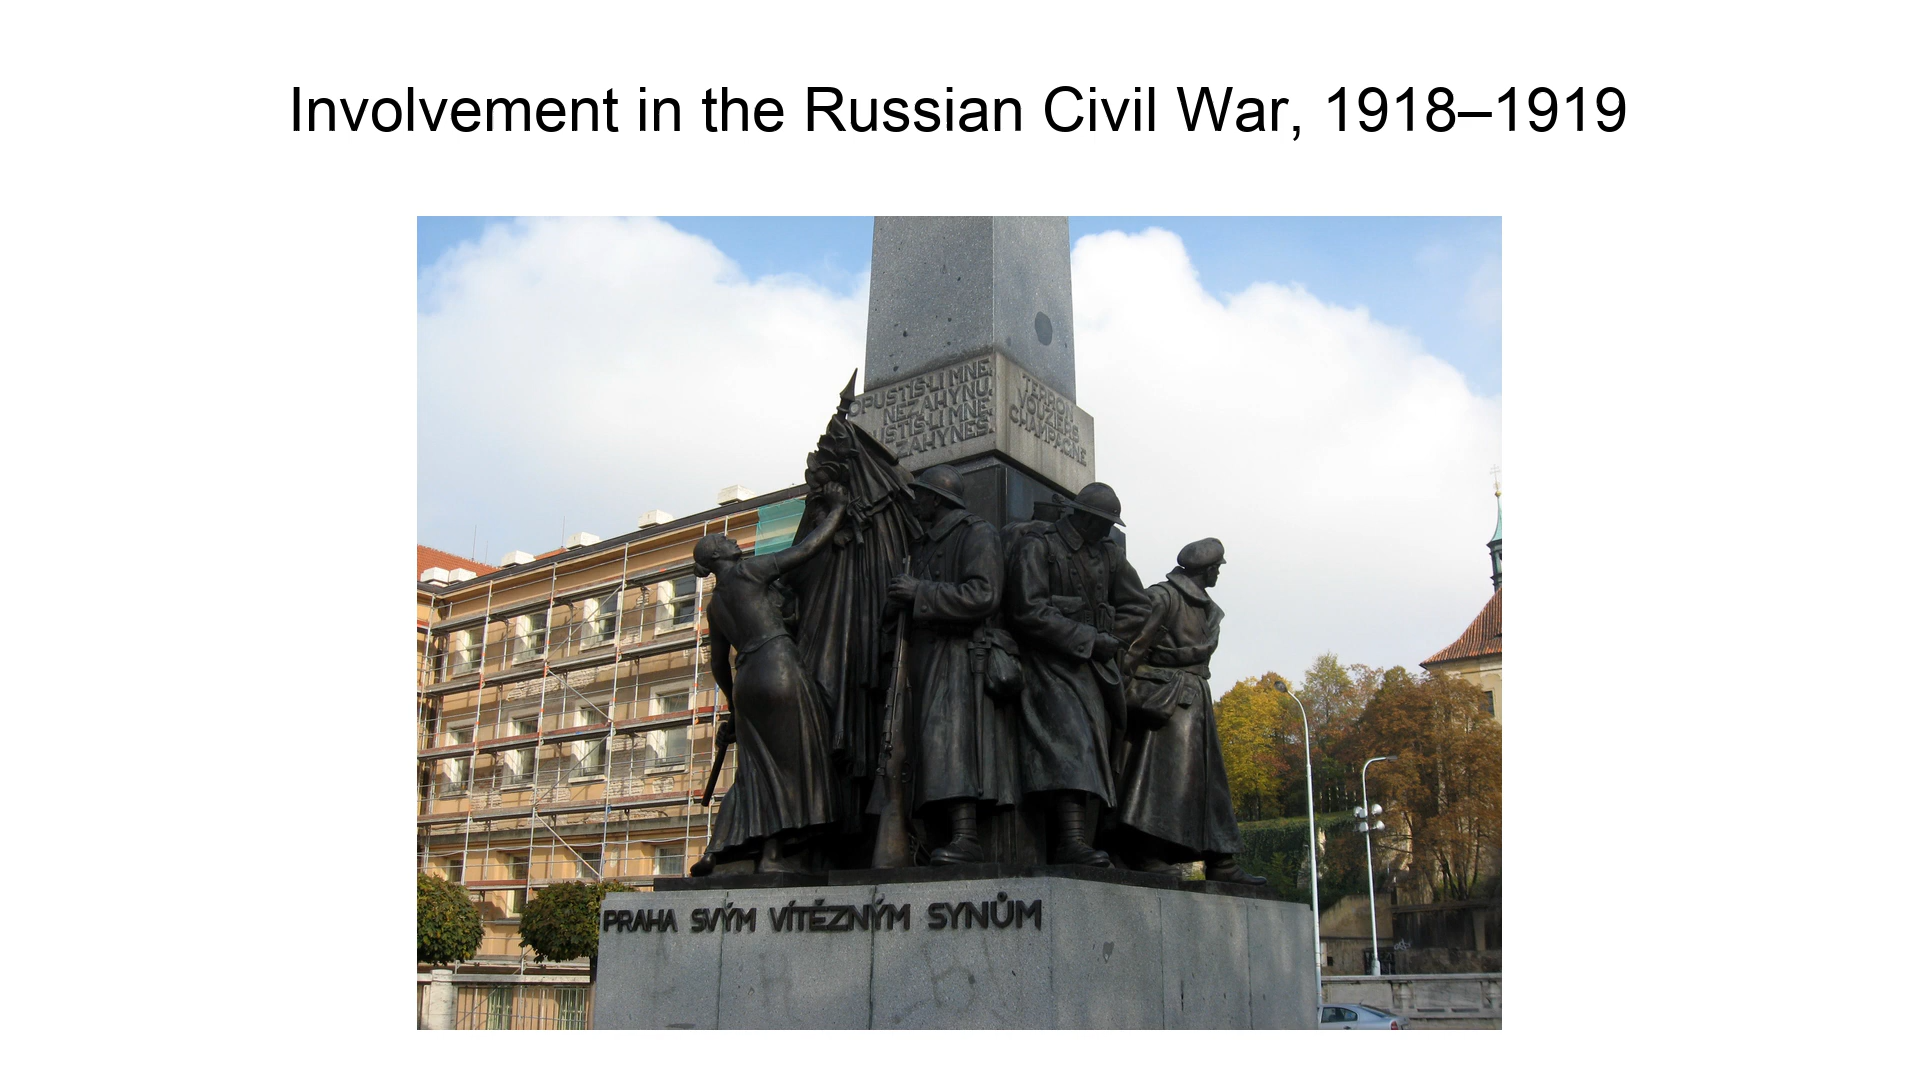 Involvement in the Russian Civil War, 1918–1919
OPUSTÍŠ-LI MNE,
NEZAHYNU,
OPUSTÍŠ-LI MNE,
ZAHYNEŠ.
TERRON
VOUZIERS
CHAMPAGNE
PRAHA SVÝM VÍTĚZNÝM SYNŮM